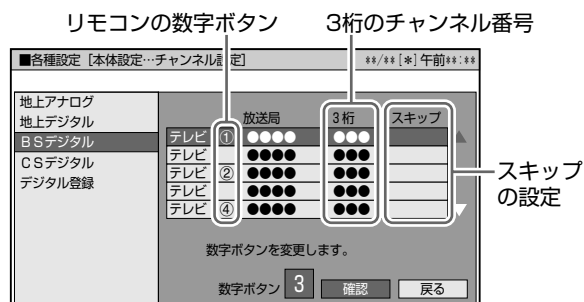 リモコンの数字ボタン 3桁のチャンネル番号
■各種設定［本体設定…チャンネル設定］ **/**[*]午前**:**
地上アナログ
地上デジタル
BSデジタル
CSデジタル
デジタル登録
放送局 3桁 スキップ
テレビ ① ●●●● ●●●
テレビ ●●●● ●●●
テレビ ② ●●●● ●●●
テレビ ●●●● ●●●
テレビ ④ ●●●● ●●●
スキップ
の設定
数字ボタンを変更します。
数字ボタン 3 確認 戻る